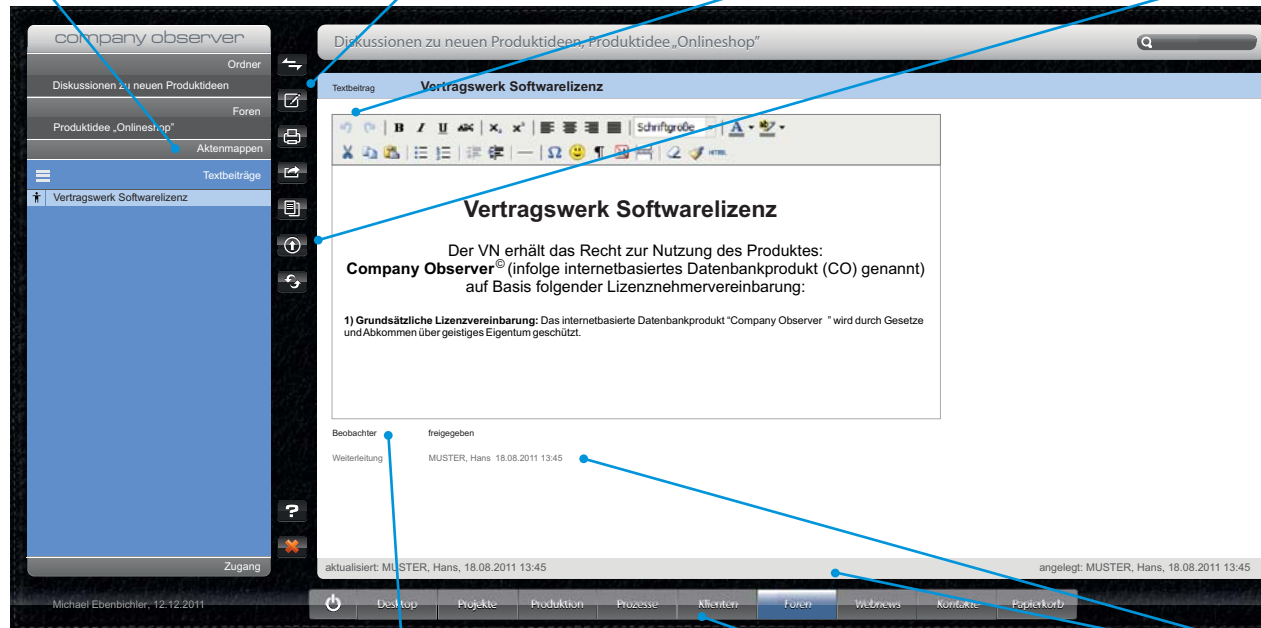 company observer
Ordner
Diskussionen zu neuen Produktideen
Foren
Produktidee „Onlineshop”
Aktenmappen
Textbeiträge
Vertragswerk Softwarelizenz
Zugang
Michael Ebenbichler, 12.12.2011
Diskussionen zu neuen Produktideen, Produktidee „Onlineshop”
Textbeitrag Vertragswerk Softwarelizenz
B I U ABC x, x² Schriftgröße A
Ω ¶ HTML
Vertragswerk Softwarelizenz
Der VN erhält das Recht zur Nutzung des Produktes:
Company Observer© (infolge internetbasiertes Datenbankprodukt (CO) genannt)
auf Basis folgender Lizenznehmervereinbarung:
1) Grundsätzliche Lizenzvereinbarung: Das internetbasierte Datenbankprodukt “Company Observer ” wird durch Gesetze
und Abkommen über geistiges Eigentum geschützt.
Beobachter freigegeben
Weiterleitung MUSTER, Hans 18.08.2011 13:45
?
aktualisiert: MUSTER, Hans, 18.08.2011 13:45 angelegt: MUSTER, Hans, 18.08.2011 13:45
Desktop Projekte Produktion Prozesse Klienten Foren Webnews Kontakte Papierkorb